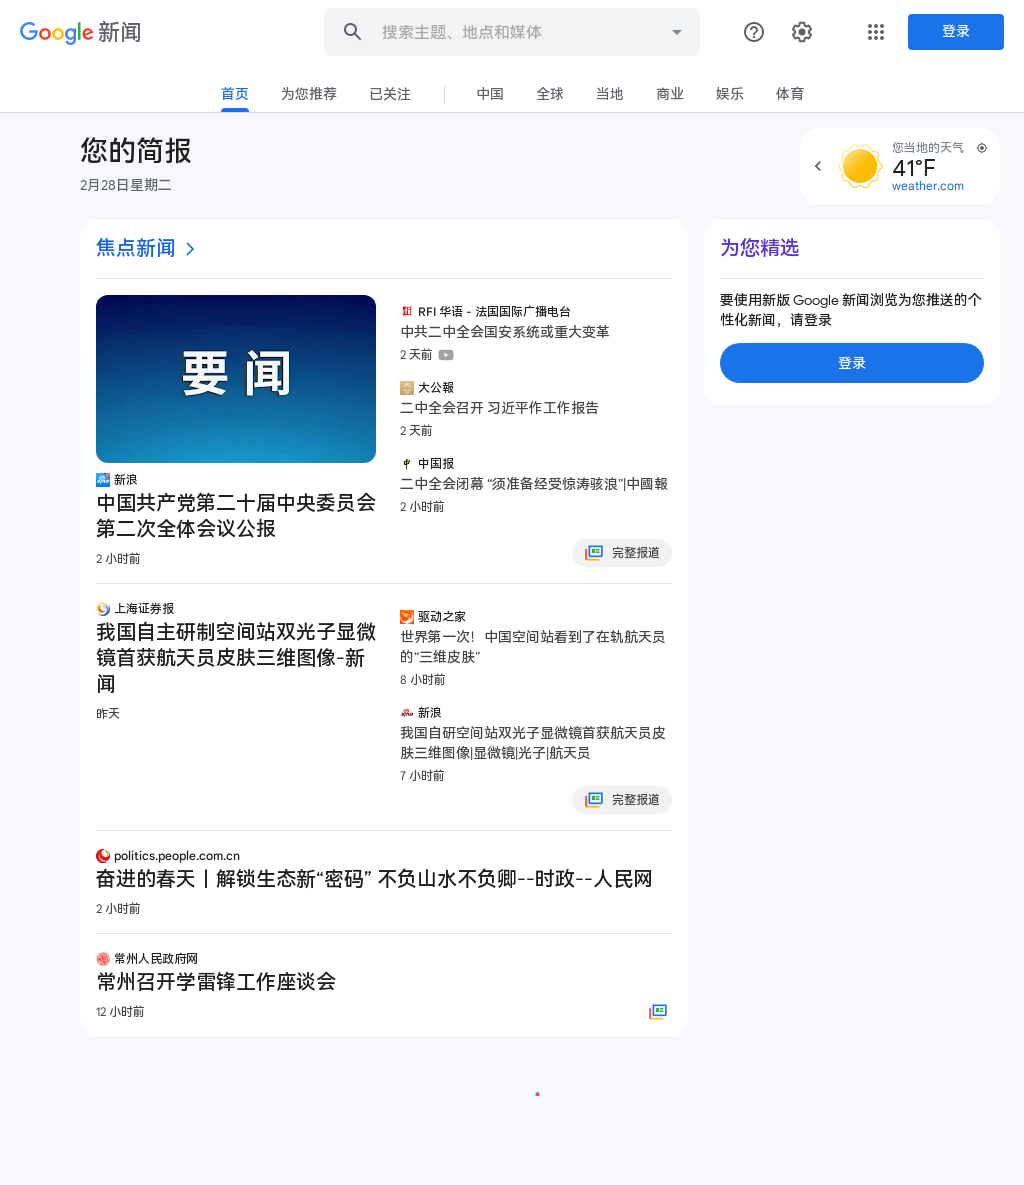 Google 新闻
搜索主题、地点和媒体
登录
首页
为您推荐
已关注
中国
全球
当地
商业
娱乐
体育
您的简报
2月28日星期二
您当地的天气
41°F
weather.com
焦点新闻
要 闻
新浪
中国共产党第二十届中央委员会
第二次全体会议公报
2 小时前
RFI 华语 - 法国国际广播电台
中共二中全会国安系统或重大变革
2 天前
大公報
二中全会召开 习近平作工作报告
2 天前
中国报
二中全会闭幕 “须准备经受惊涛骇浪”|中國報
2 小时前
完整报道
上海证券报
我国自主研制空间站双光子显微
镜首获航天员皮肤三维图像-新
闻
昨天
驱动之家
世界第一次！中国空间站看到了在轨航天员
的“三维皮肤”
8 小时前
新浪
我国自研空间站双光子显微镜首获航天员皮
肤三维图像|显微镜|光子|航天员
7 小时前
完整报道
politics.people.com.cn
奋进的春天丨解锁生态新“密码” 不负山水不负卿--时政--人民网
2 小时前
常州人民政府网
常州召开学雷锋工作座谈会
12 小时前
为您精选
要使用新版 Google 新闻浏览为您推送的个
性化新闻，请登录
登录